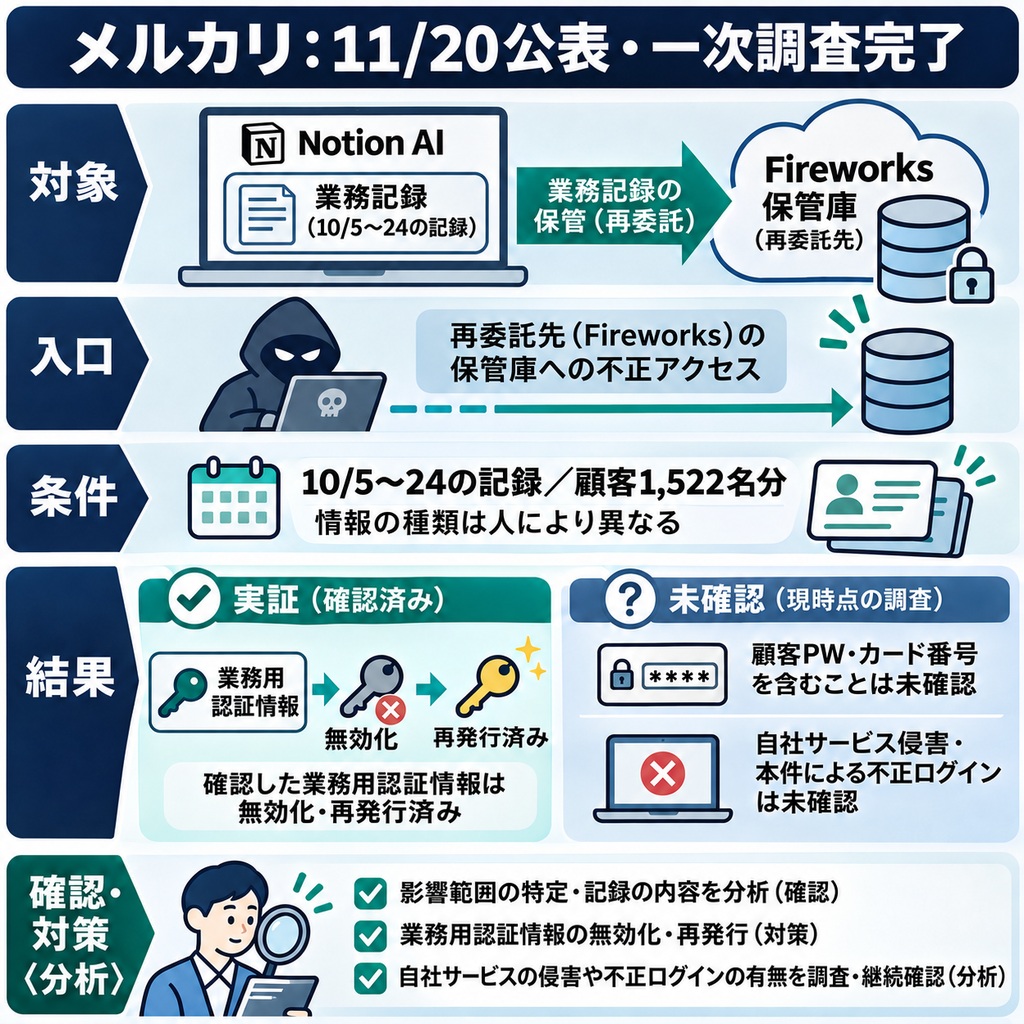 メルカリ：11/20公表・一次調査完了
対象
Notion AI
業務記録
（10/5～24の記録）
業務記録の
保管（再委託）
Fireworks
保管庫
（再委託先）
入口
再委託先（Fireworks）の
保管庫への不正アクセス
条件
10/5～24の記録／顧客1,522名分
情報の種類は人により異なる
結果
実証（確認済み）
業務用
認証情報
無効化
再発行済み
確認した業務用認証情報は
無効化・再発行済み
未確認（現時点の調査）
****
顧客PW・カード番号
を含むことは未確認
自社サービス侵害・
本件による不正ログイン
は未確認
確認・
対策
〈分析〉
影響範囲の特定・記録の内容を分析（確認）
業務用認証情報の無効化・再発行（対策）
自社サービスの侵害や不正ログインの有無を調査・継続確認（分析）